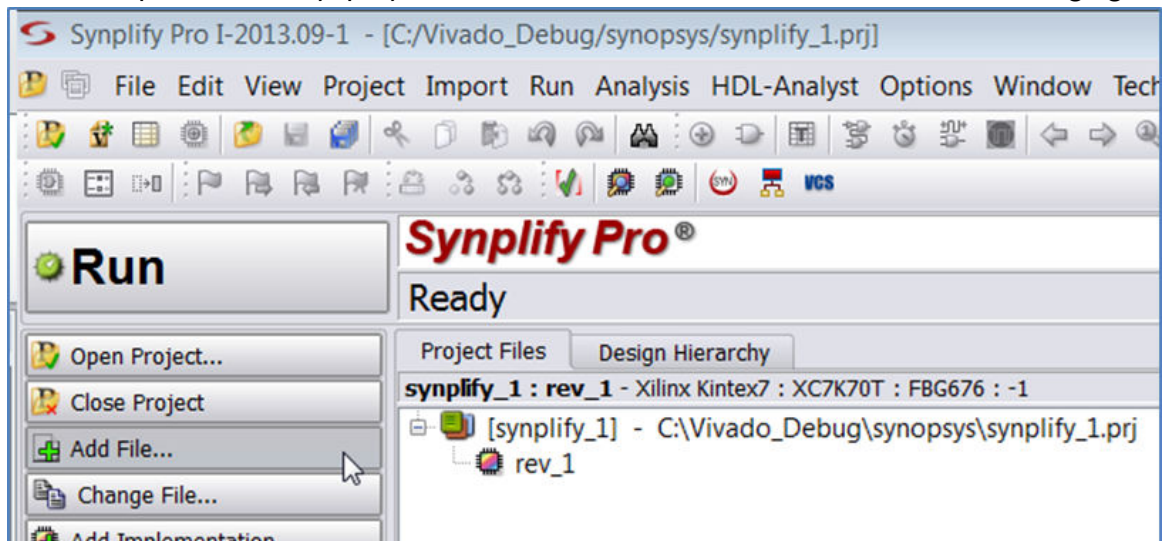 Synplify Pro I-2013.09-1 - [C:/Vivado_Debug/synopsys/synplify_1.prj]
File Edit View Project Import Run Analysis HDL-Analyst Options Window Tech
SYN VCS
Run
Synplify Pro®
Ready
Open Project...
Close Project
Add File...
Change File...
Add Implementation
Project Files Design Hierarchy
synplify_1 : rev_1 - Xilinx Kintex7 : XC7K70T : FBG676 : -1
[synplify_1] - C:\Vivado_Debug\synopsys\synplify_1.prj
rev_1